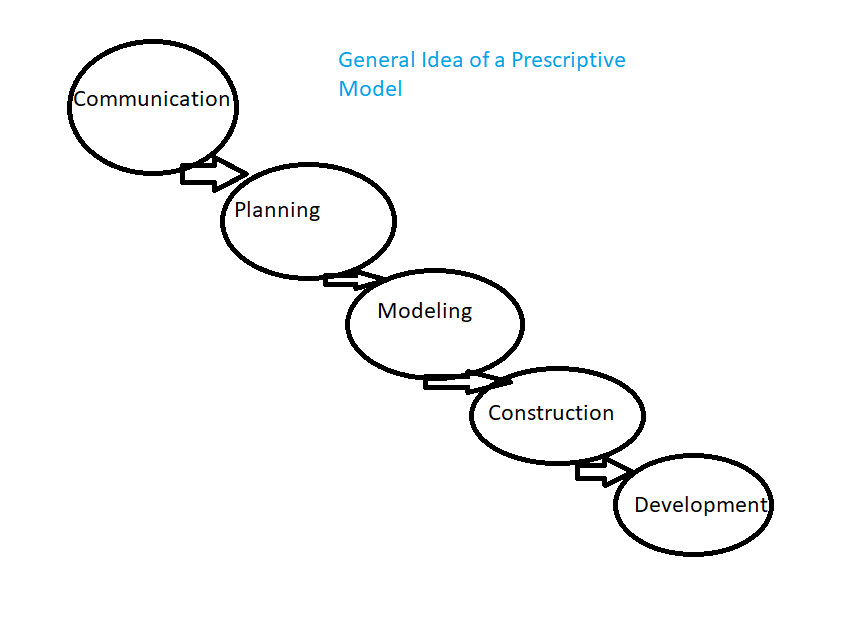 General Idea of a Prescriptive
Model
Communication
Planning
Modeling
Construction
Development